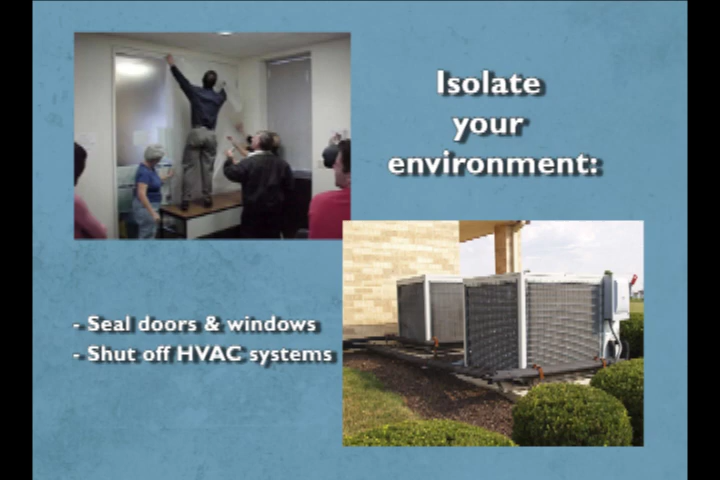 Isolate
your
environment:
- Seal doors & windows
- Shut off HVAC systems